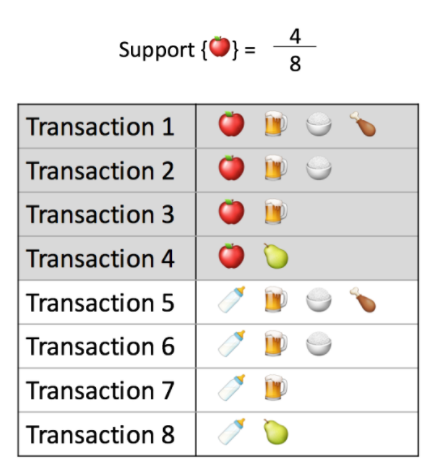 Support {🍎} = 4
8
Transaction 1
Transaction 2
Transaction 3
Transaction 4
Transaction 5
Transaction 6
Transaction 7
Transaction 8